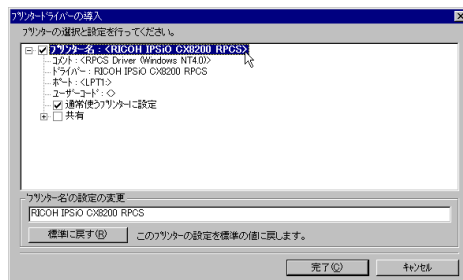 プリンタードライバーの導入
プリンターの選択と設定を行ってください。
プリンター名 : <RICOH IPSiO CX8200 RPCS>
コメント : <RPCS Driver (Windows NT4.0)>
ドライバー : RICOH IPSiO CX8200 RPCS
ポート : <LPT1>
ユーザーコード : <>
通常使うプリンターに設定
共有
'プリンター名'の設定の変更
RICOH IPSiO CX8200 RPCS
標準に戻す(R) このプリンターの設定を標準の値に戻します。
完了(C) キャンセル